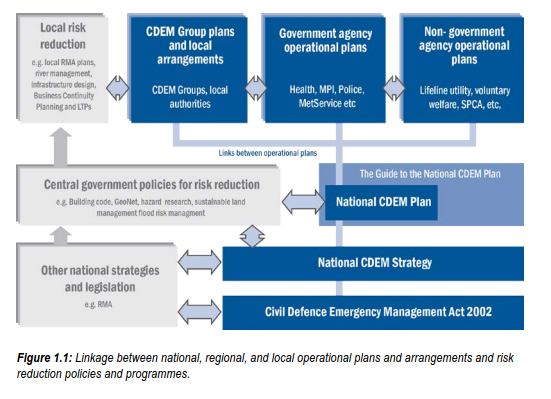 Local risk
reduction
e.g. local RMA plans,
river management,
infrastructure design,
Business Continuity
Planning and LTPs
CDEM Group plans
and local
arrangements
CDEM Groups, local
authorities
Government agency
operational plans
Health, MPI, Police,
MetService etc
Non- government
agency operational
plans
Lifeline utility, voluntary
welfare, SPCA, etc,
Links between operational plans
Central government policies for risk reduction
e.g. Building code, GeoNet, hazard research, sustainable land
management flood risk managment
The Guide to the National CDEM Plan
National CDEM Plan
Other national strategies
and legislation
e.g. RMA
National CDEM Strategy
Civil Defence Emergency Management Act 2002
Figure 1.1: Linkage between national, regional, and local operational plans and arrangements and risk
reduction policies and programmes.